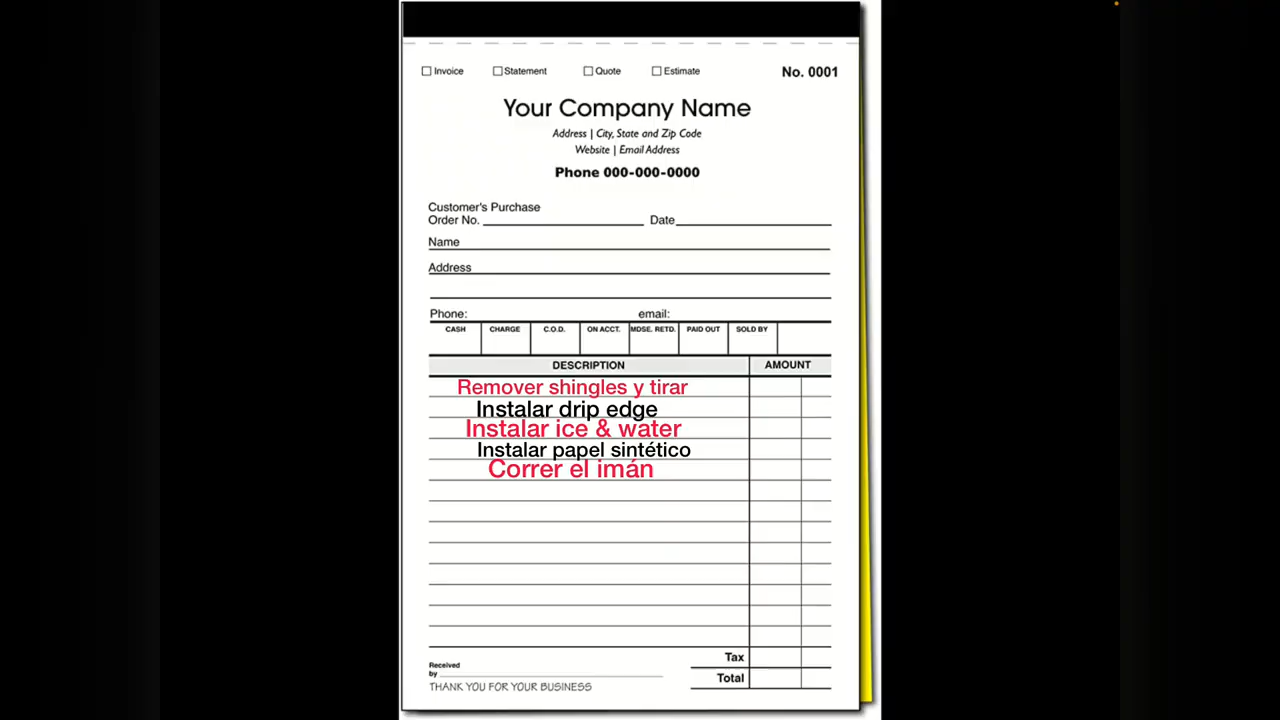 Invoice Statement Quote Estimate No. 0001
Your Company Name
Address | City, State and Zip Code
Website | Email Address
Phone 000-000-0000
Customer's Purchase
Order No. Date
Name
Address
Phone: email:
CASH CHARGE C.O.D. ON ACCT. MDSE. RETD. PAID OUT SOLD BY
DESCRIPTION AMOUNT
Remover shingles y tirar
Instalar drip edge
Instalar ice & water
Instalar papel sintético
Correr el imán
Tax
Received
by
Total
THANK YOU FOR YOUR BUSINESS